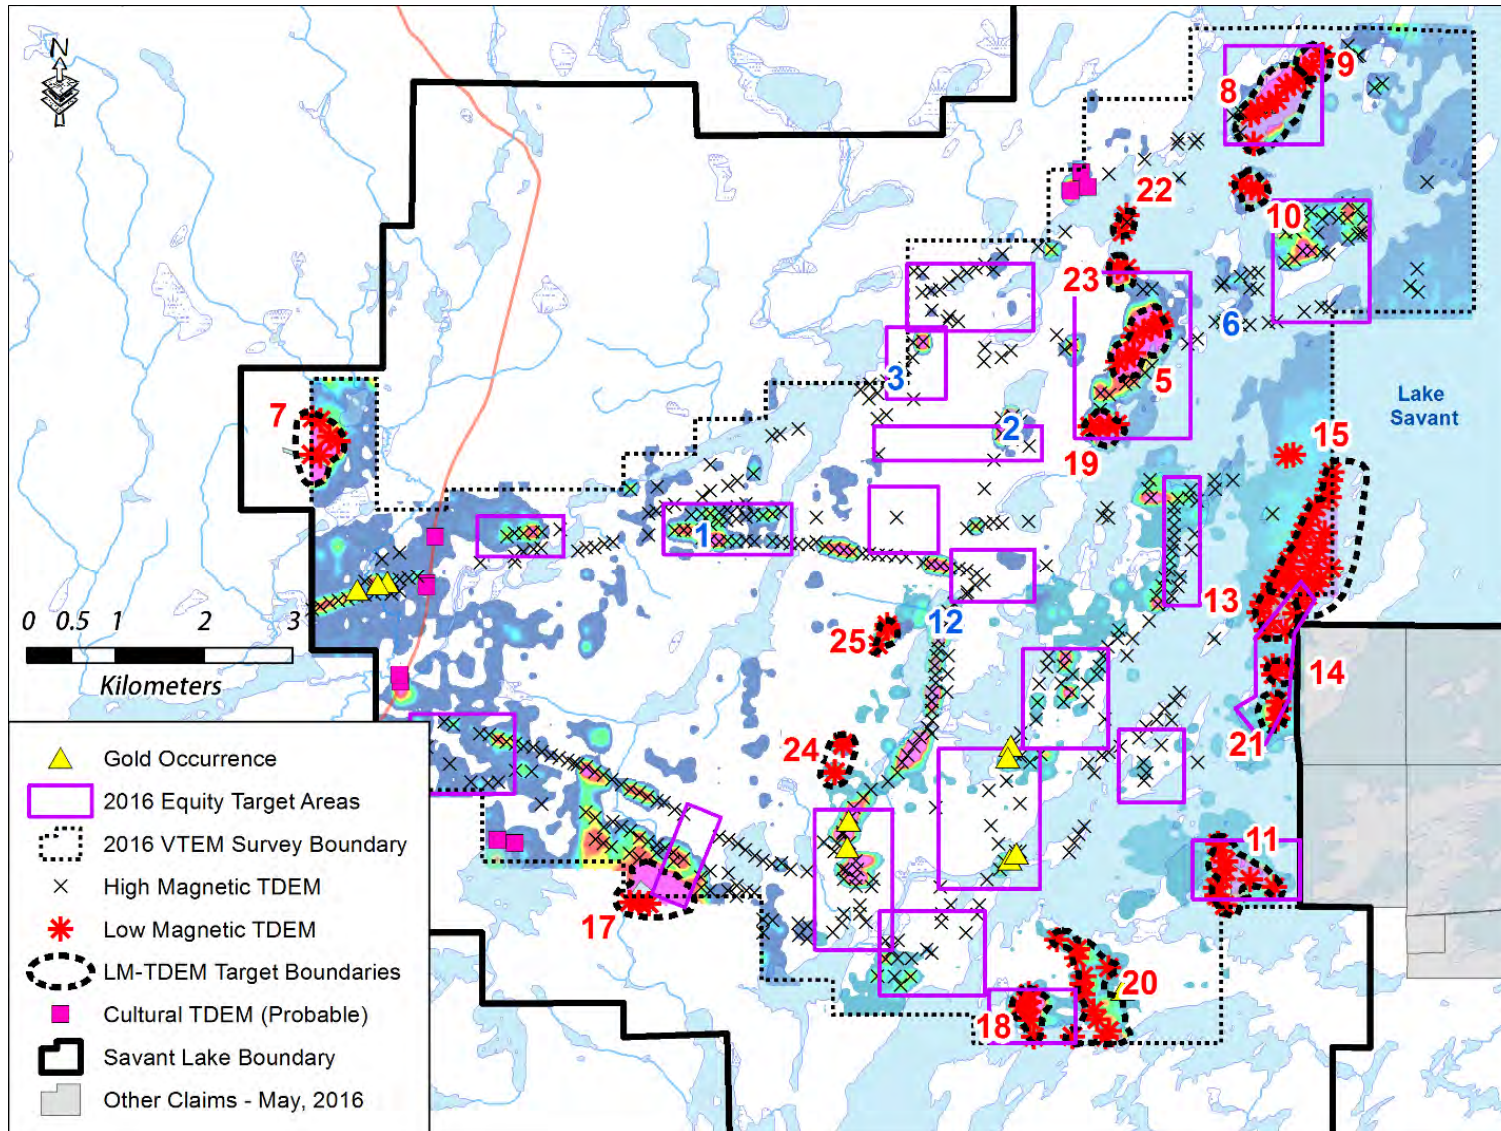 N
9
8
22
10
23
6
3
5
Lake
Savant
7
2
19
15
1
0 0.5 1 2 3
Kilometers
13
12
25
14
21
24
11
17
20
18
Gold Occurrence
2016 Equity Target Areas
2016 VTEM Survey Boundary
High Magnetic TDEM
Low Magnetic TDEM
LM-TDEM Target Boundaries
Cultural TDEM (Probable)
Savant Lake Boundary
Other Claims - May, 2016